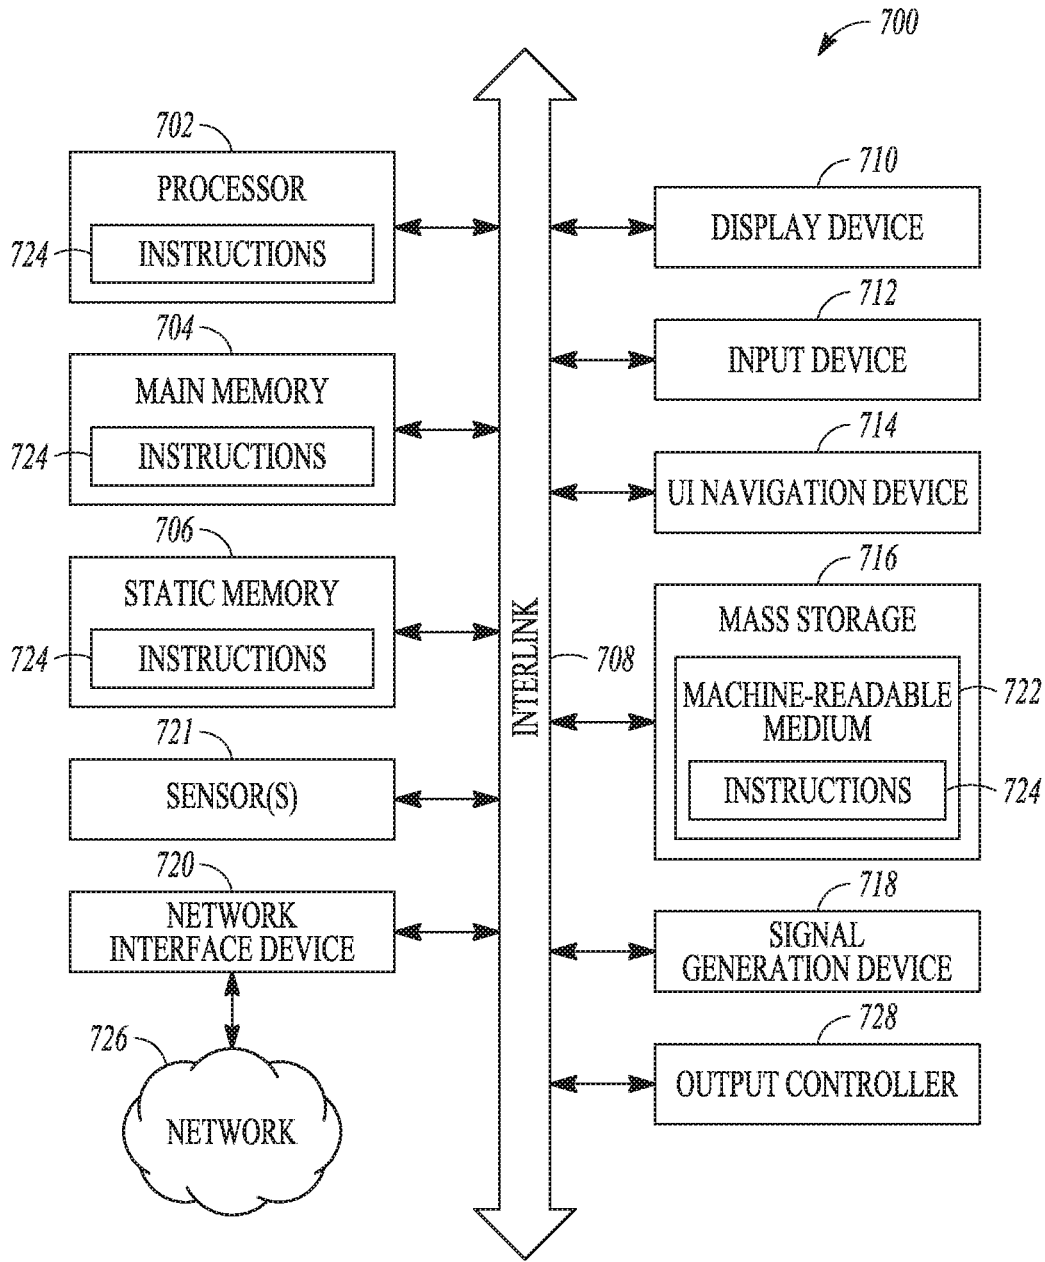 700
702
PROCESSOR
724
INSTRUCTIONS
704
MAIN MEMORY
724
INSTRUCTIONS
706
STATIC MEMORY
724
INSTRUCTIONS
721
SENSOR(S)
720
NETWORK
INTERFACE DEVICE
726
NETWORK
INTERLINK
708
710
DISPLAY DEVICE
712
INPUT DEVICE
714
UI NAVIGATION DEVICE
716
MASS STORAGE
MACHINE-READABLE
MEDIUM
722
INSTRUCTIONS
724
718
SIGNAL
GENERATION DEVICE
728
OUTPUT CONTROLLER